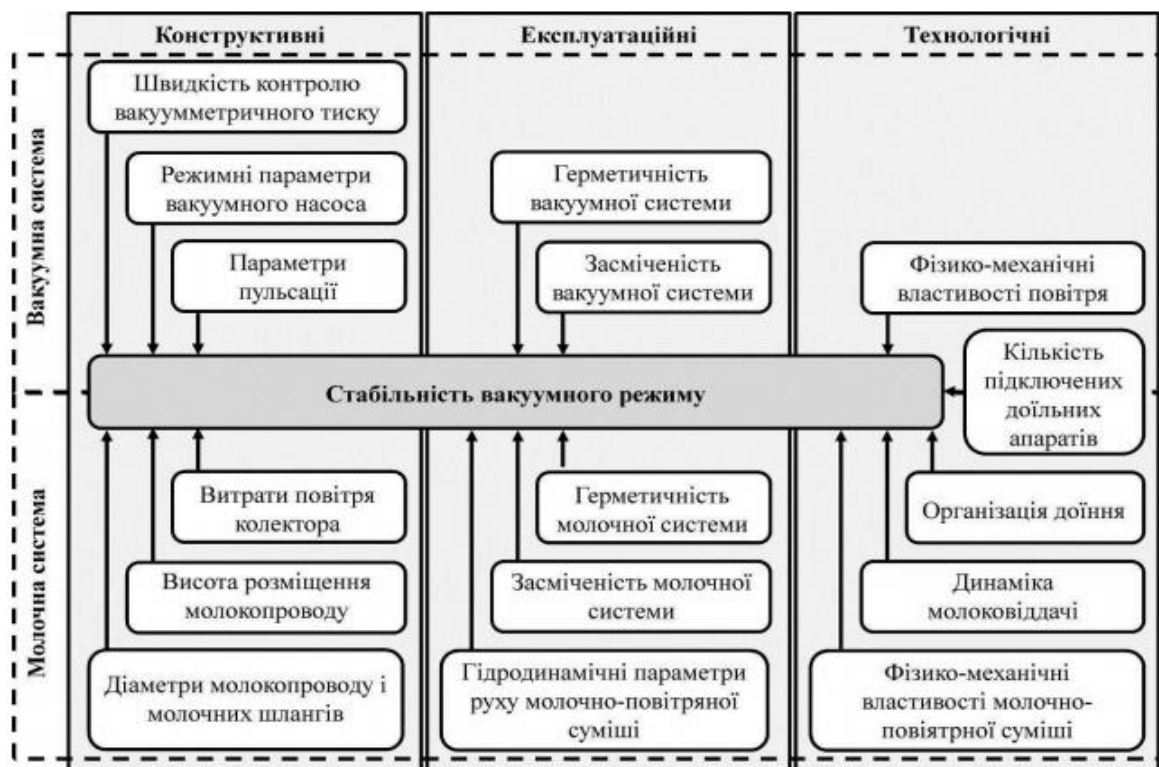 Конструктивні
Експлуатаційні
Технологічні
Вакуумна система
Швидкість контролю
вакуумметричного тиску
Режимні параметри
вакуумного насоса
Параметри
пульсації
Герметичність
вакуумної системи
Засміченість
вакуумної системи
Фізико-механічні
властивості повітря
Кількість
підключених
доїльних
апаратів
Стабільність вакуумного режиму
Молочна система
Витрати повітря
колектора
Висота розміщення
молокопроводу
Діаметри молокопроводу і
молочних шлангів
Герметичність
молочної системи
Засміченість молочної
системи
Гідродинамічні параметри
руху молочно-повітряної
суміші
Організація доїння
Динаміка
молоковіддачі
Фізико-механічні
властивості молочно-
повіятрної суміші